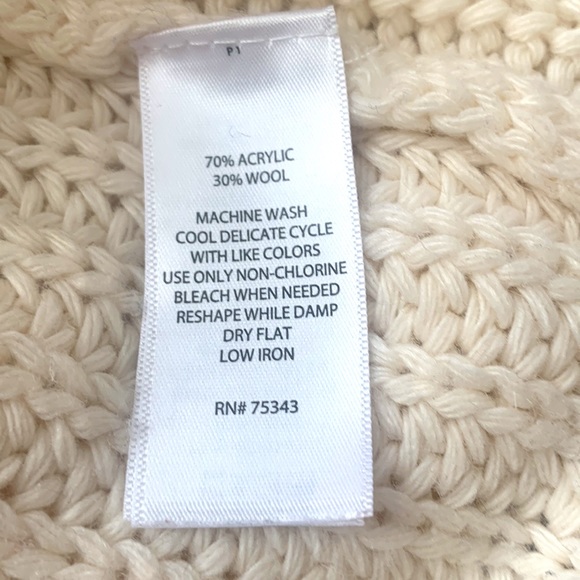 P1
70% ACRYLIC
30% WOOL
MACHINE WASH
COOL DELICATE CYCLE
WITH LIKE COLORS
USE ONLY NON-CHLORINE
BLEACH WHEN NEEDED
RESHAPE WHILE DAMP
DRY FLAT
LOW IRON
RN# 75343